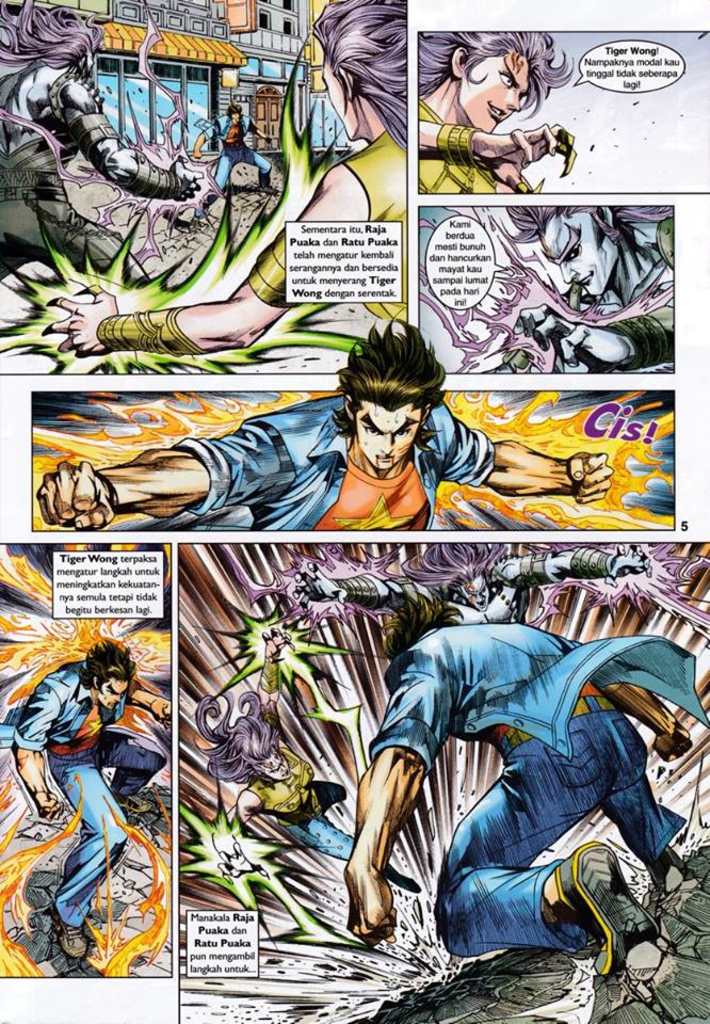 Sementara itu, Raja
Puaka dan Ratu Puaka
telah mengatur kembali
serangannya dan bersedia
untuk menyerang Tiger
Wong dengan serentak.
Tiger Wong!
Nampaknya modal kau
tinggal tidak seberapa
lagi!
Kami
berdua
mesti bunuh
dan hancurkan
mayat kau
sampai lumat
pada hari
ini!
Cis!
5
Tiger Wong terpaksa
mengatur langkah untuk
meningkatkan kekuatan-
nya semula tetapi tidak
begitu berkesan lagi.
Manakala Raja
Puaka dan
Ratu Puaka
pun mengambil
langkah untuk...